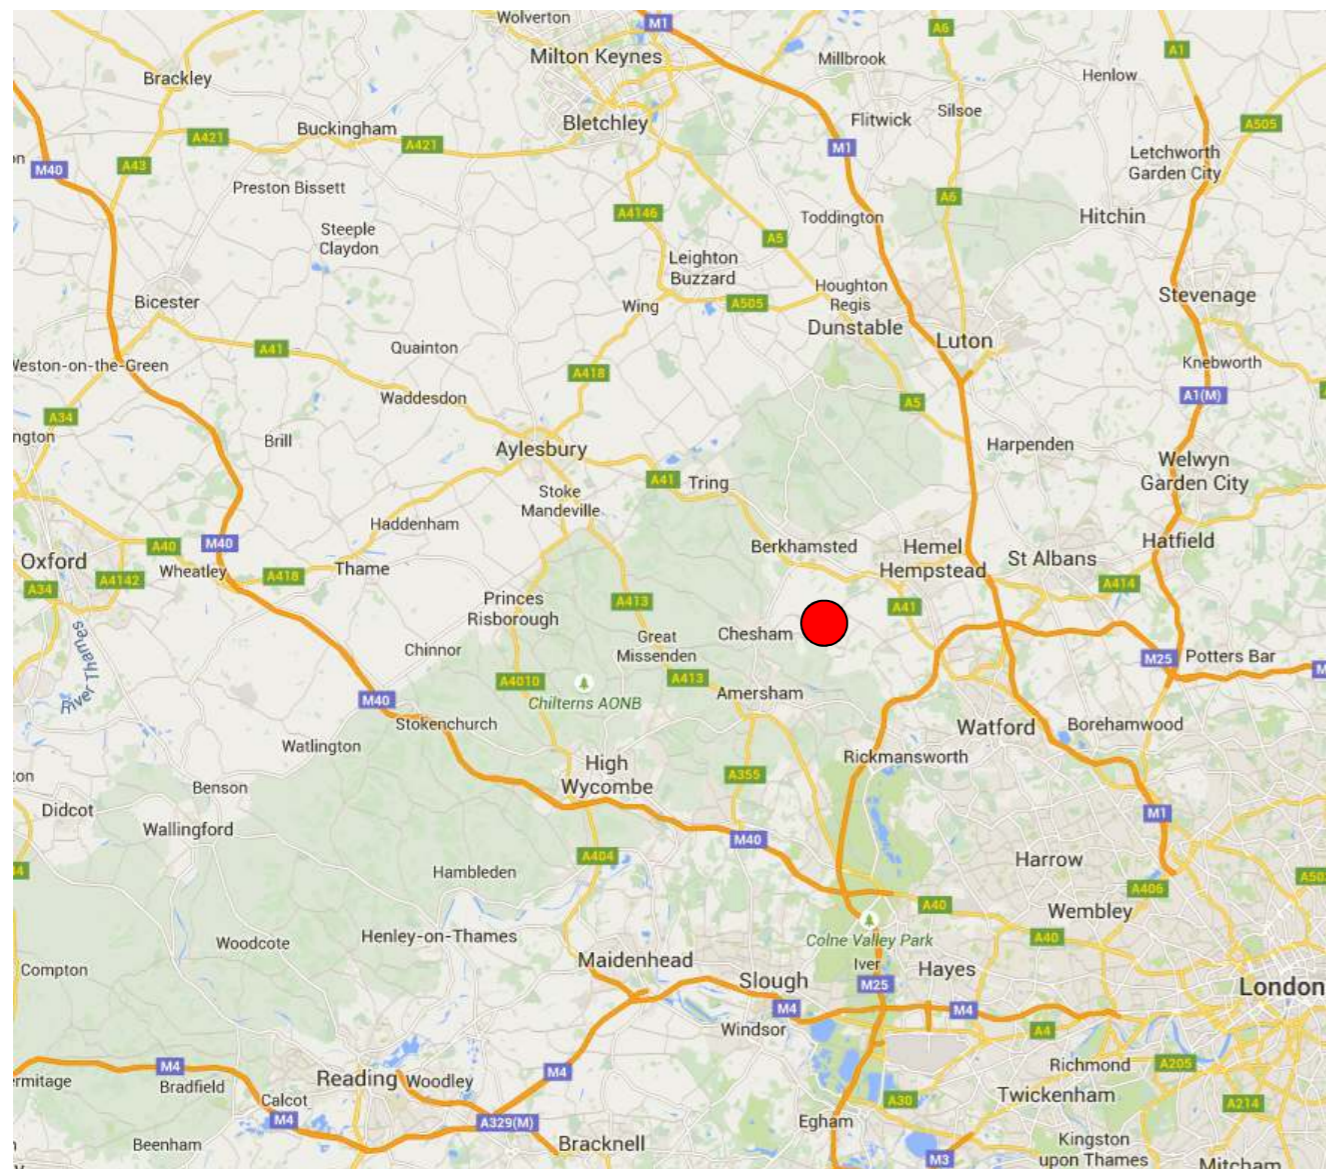 Wolverton
M1
A6
A1
Milton Keynes
Millbrook
Henlow
Brackley
Silsoe
Flitwick
Bletchley
A505
Buckingham
A421
A421
A43
M40
M1
Letchworth
Garden City
Preston Bissett
A6
A4146
Toddington
Hitchin
Steeple
Claydon
A5
Leighton
Buzzard
Houghton
Regis
Stevenage
Bicester
Wing
A505
Dunstable
Luton
A41
Quainton
Weston-on-the-Green
Knebworth
A418
Waddesdon
A5
A1(M)
A34
ngton
Brill
Aylesbury
Harpenden
Welwyn
Garden City
A41
Tring
Stoke
Mandeville
Haddenham
Oxford
A40
M40
Berkhamsted
Hemel
Hempstead
St Albans
Hatfield
Wheatley
A418
Thame
A4142
A34
A414
A413
A41
Princes
Risborough
River Thames
Chinnor
Great
Missenden
Chesham
M25
Potters Bar
A4010
A413
Amersham
M40
Chilterns AONB
Stokenchurch
Watford
Borehamwood
Watlington
Rickmansworth
High
Wycombe
A355
ton
Benson
Didcot
Wallingford
M1
M40
A404
Harrow
Hambleden
A406
A40
Wembley
Woodcote
Henley-on-Thames
Colne Valley Park
A40
Compton
Maidenhead
Slough
Iver
Hayes
M25
London
M4
M4
Windsor
A4
M4
Richmond
A205
ermitage
Bradfield
Reading
Woodley
M4
Calcot
Twickenham
A30
A214
M4
A329(M)
Egham
Beenham
Bracknell
Kingston
upon Thames
M3
Mitcham